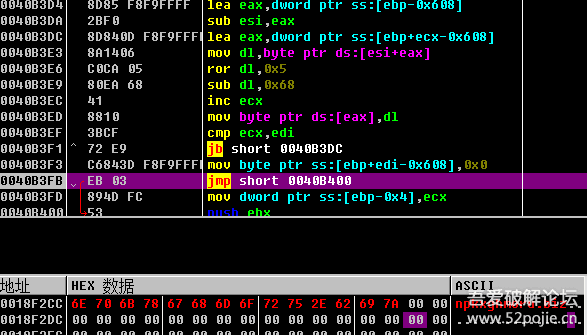 0040B3D4 8D85 F8F9FFFF lea eax,dword ptr ss:[ebp-0x608]
0040B3DA 2BF0 sub esi,eax
0040B3DC 8D840D F8F9FFFI lea eax,dword ptr ss:[ebp+ecx-0x608]
0040B3E3 8A1406 mov dl,byte ptr ds:[esi+eax]
0040B3E6 C0CA 05 ror dl,0x5
0040B3E9 80EA 68 sub dl,0x68
0040B3EC 41 inc ecx
0040B3ED 8810 mov byte ptr ds:[eax],dl
0040B3EF 3BCF cmp ecx,edi
0040B3F1 ^ 72 E9 jb short 0040B3DC
0040B3F3 C6843D F8F9FFFI mov byte ptr ss:[ebp+edi-0x608],0x0
0040B3FB EB 03 jmp short 0040B400
0040B3FD 894D FC mov dword ptr ss:[ebp-0x4],ecx
0040B400 53 push ebx
地址 HEX 数据 ASCII
0018F2CC 6E 70 6B 78 67 68 6D 6F 72 75 2E 62 69 7A 00 00
0018F2DC 00 00 00 00 00 00 00 00 00 00 00 00 00 00 00 00
吾爱破解论坛
www.52pojie.cn